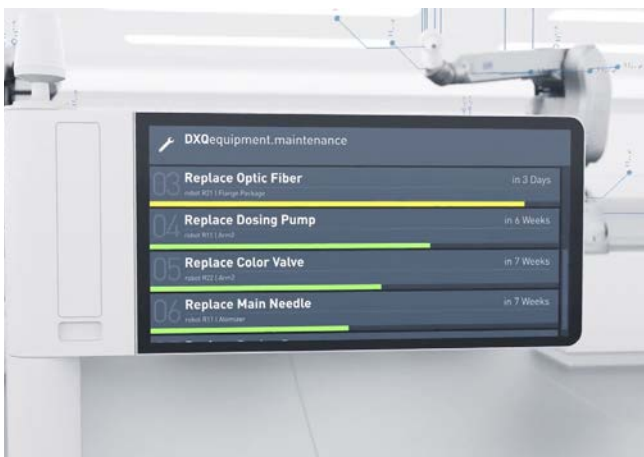 DXQequipment.maintenance
03 Replace Optic Fiber in 3 Days
robot R21 | Flange Package
04 Replace Dosing Pump in 6 Weeks
robot R11 | Arm2
05 Replace Color Valve in 7 Weeks
robot R22 | Arm2
06 Replace Main Needle in 7 Weeks
robot R11 | Atomizer